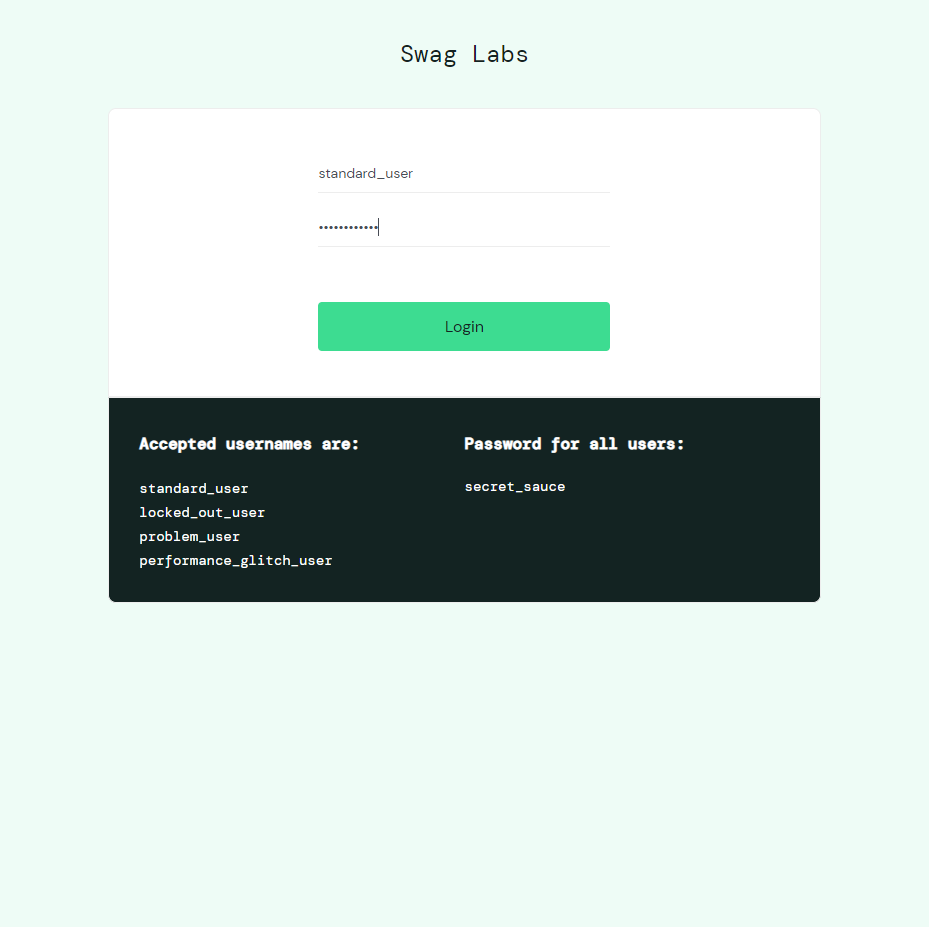 Swag Labs
standard_user
••••••••••••
Login
Accepted usernames are:
standard_user
locked_out_user
problem_user
performance_glitch_user
Password for all users:
secret_sauce